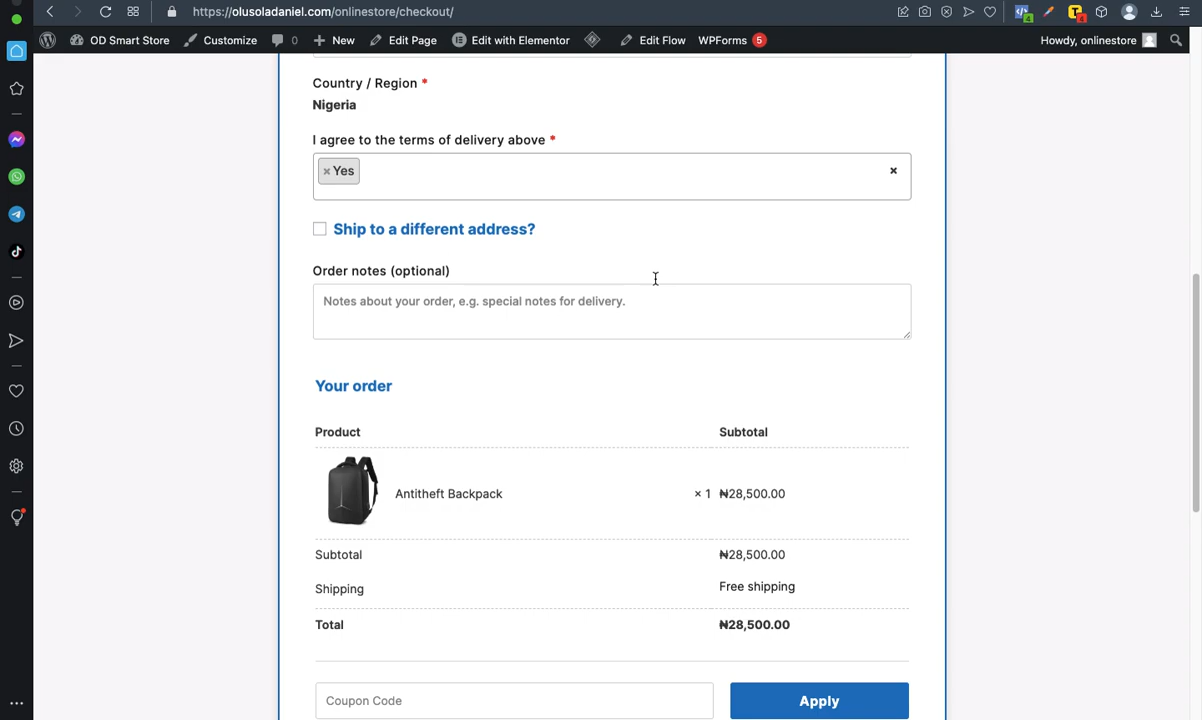 https://olusoladaniel.com/onlinestore/checkout/
4
4
OD Smart Store Customize 0 New Edit Page Edit with Elementor Edit Flow WPForms 5 Howdy, onlinestore
Country / Region *
Nigeria
I agree to the terms of delivery above *
× Yes ×
Ship to a different address?
Order notes (optional)
Notes about your order, e.g. special notes for delivery.
Your order
Product Subtotal
Antitheft Backpack × 1 ₦28,500.00
Subtotal ₦28,500.00
Shipping Free shipping
Total ₦28,500.00
Coupon Code Apply